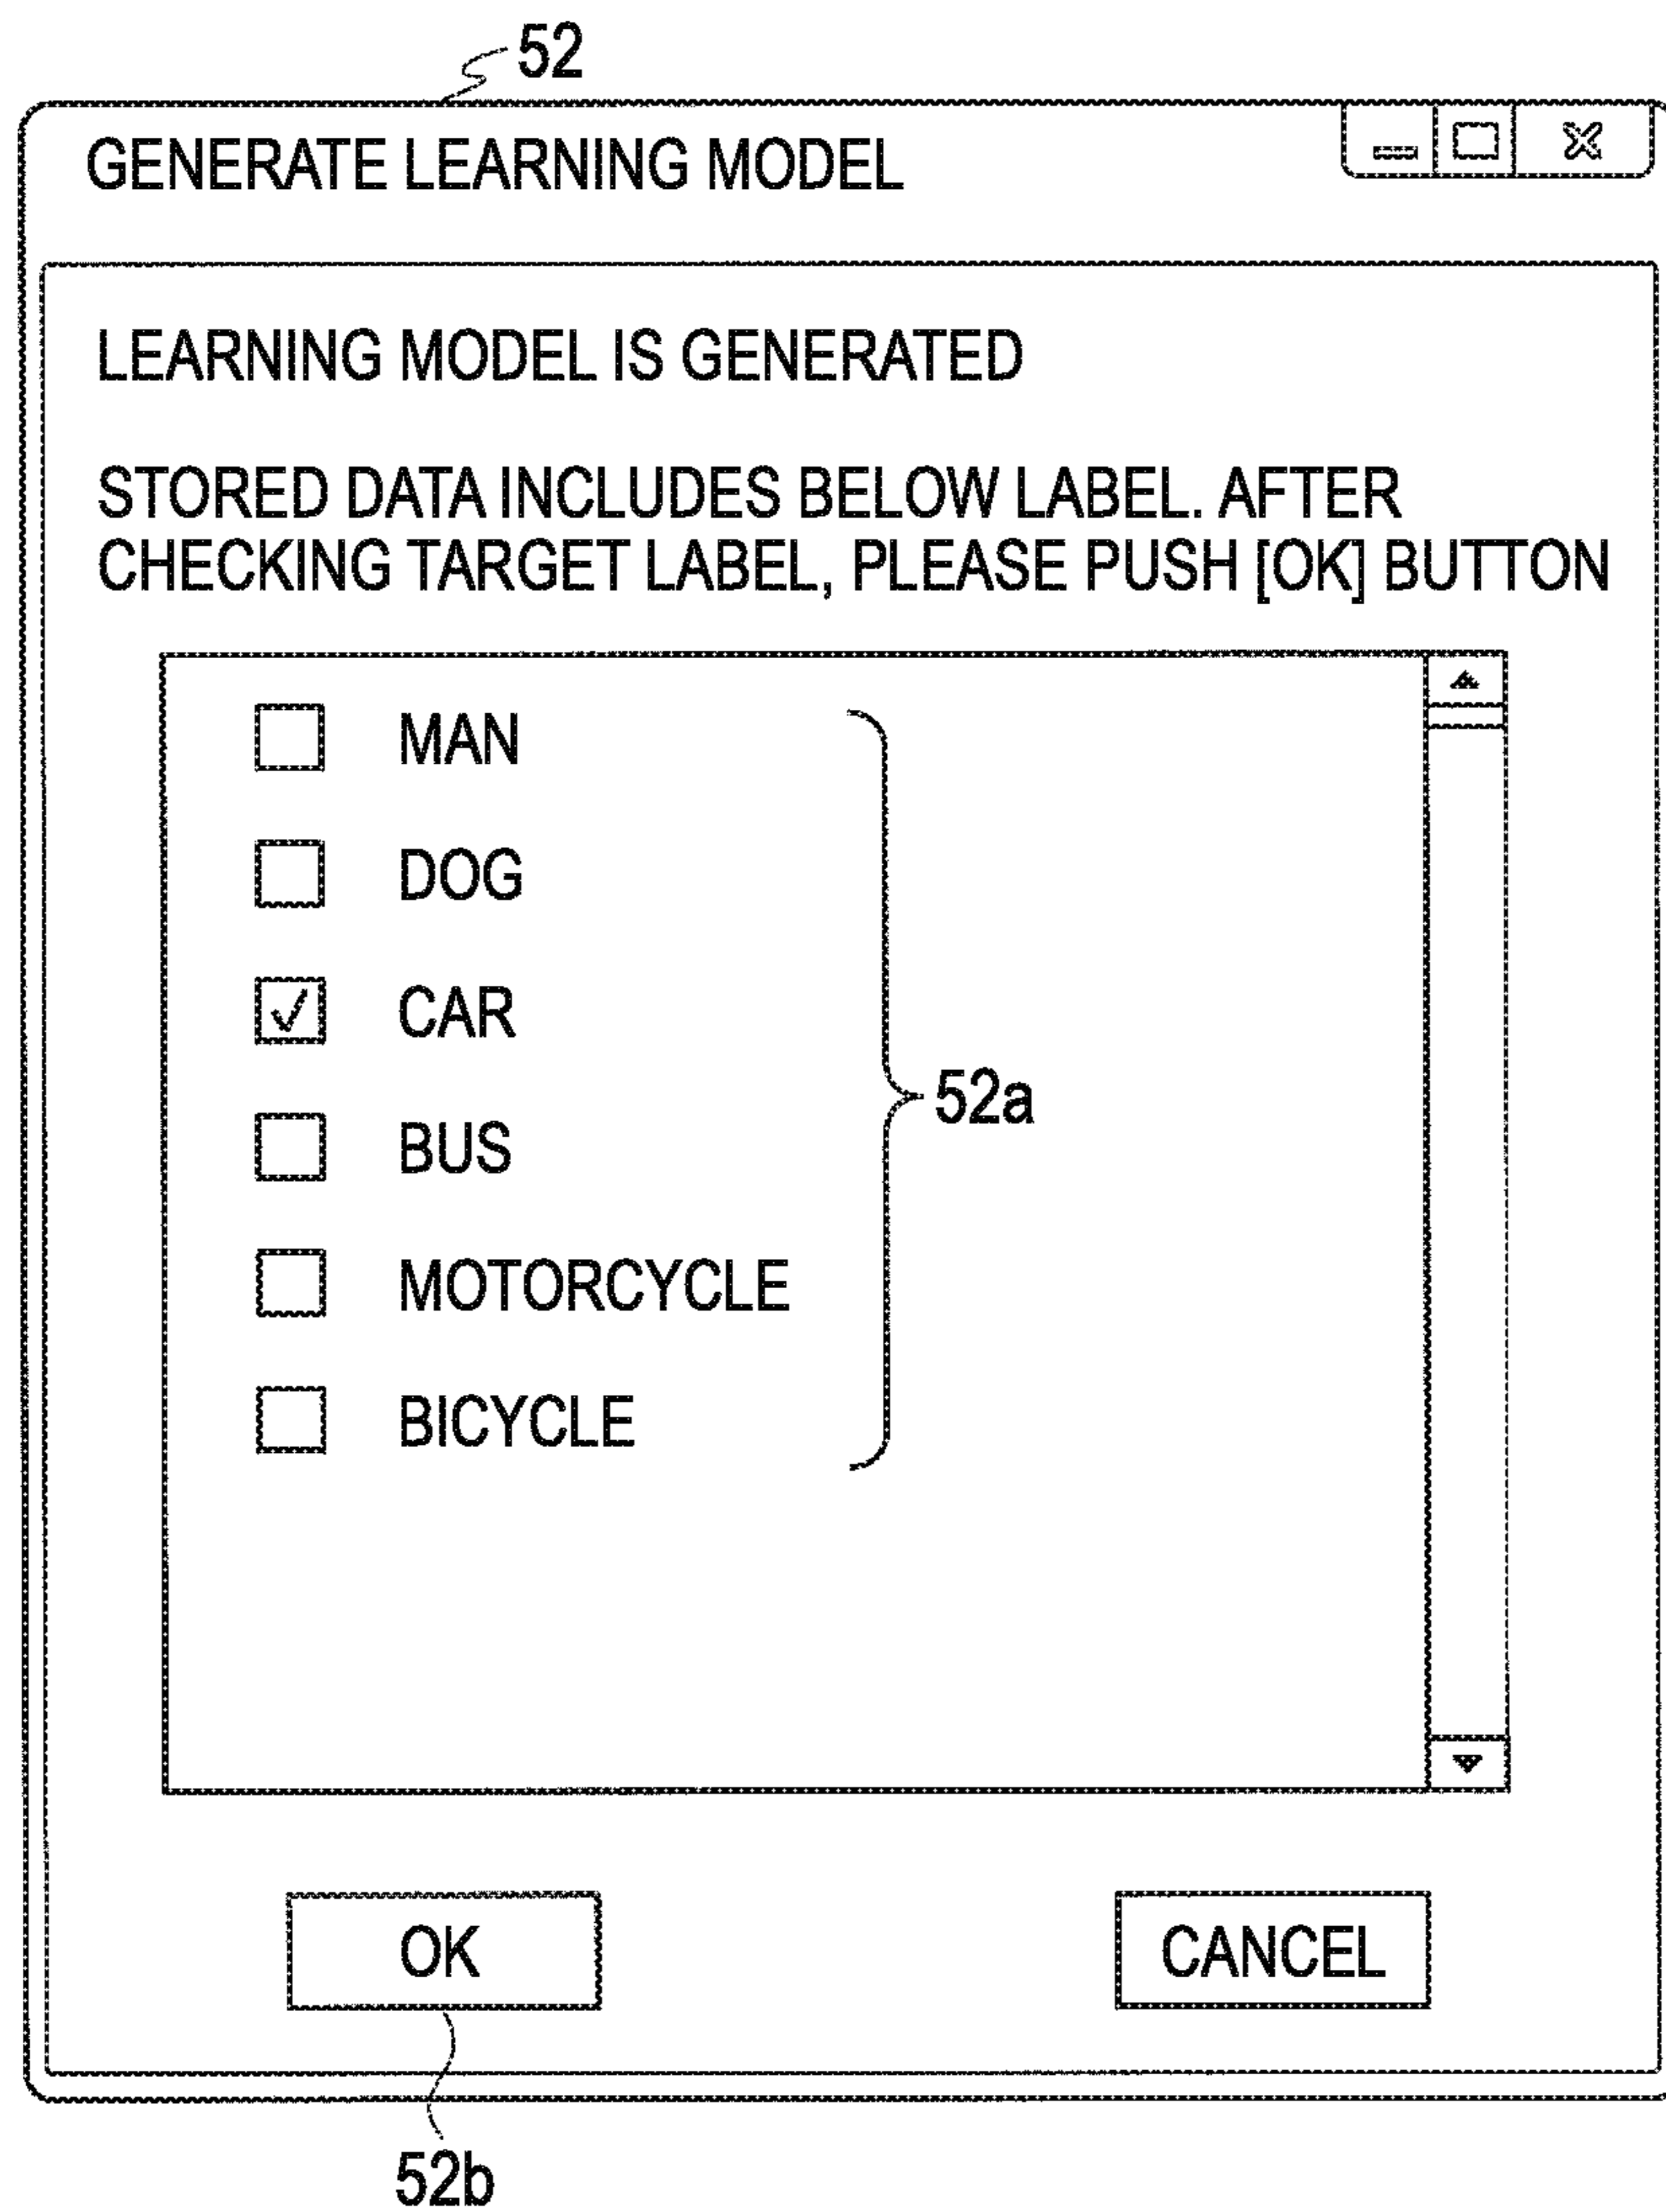 52
GENERATE LEARNING MODEL
LEARNING MODEL IS GENERATED
STORED DATA INCLUDES BELOW LABEL. AFTER
CHECKING TARGET LABEL, PLEASE PUSH [OK] BUTTON
MAN
DOG
CAR
52a
BUS
MOTORCYCLE
BICYCLE
OK
CANCEL
52b